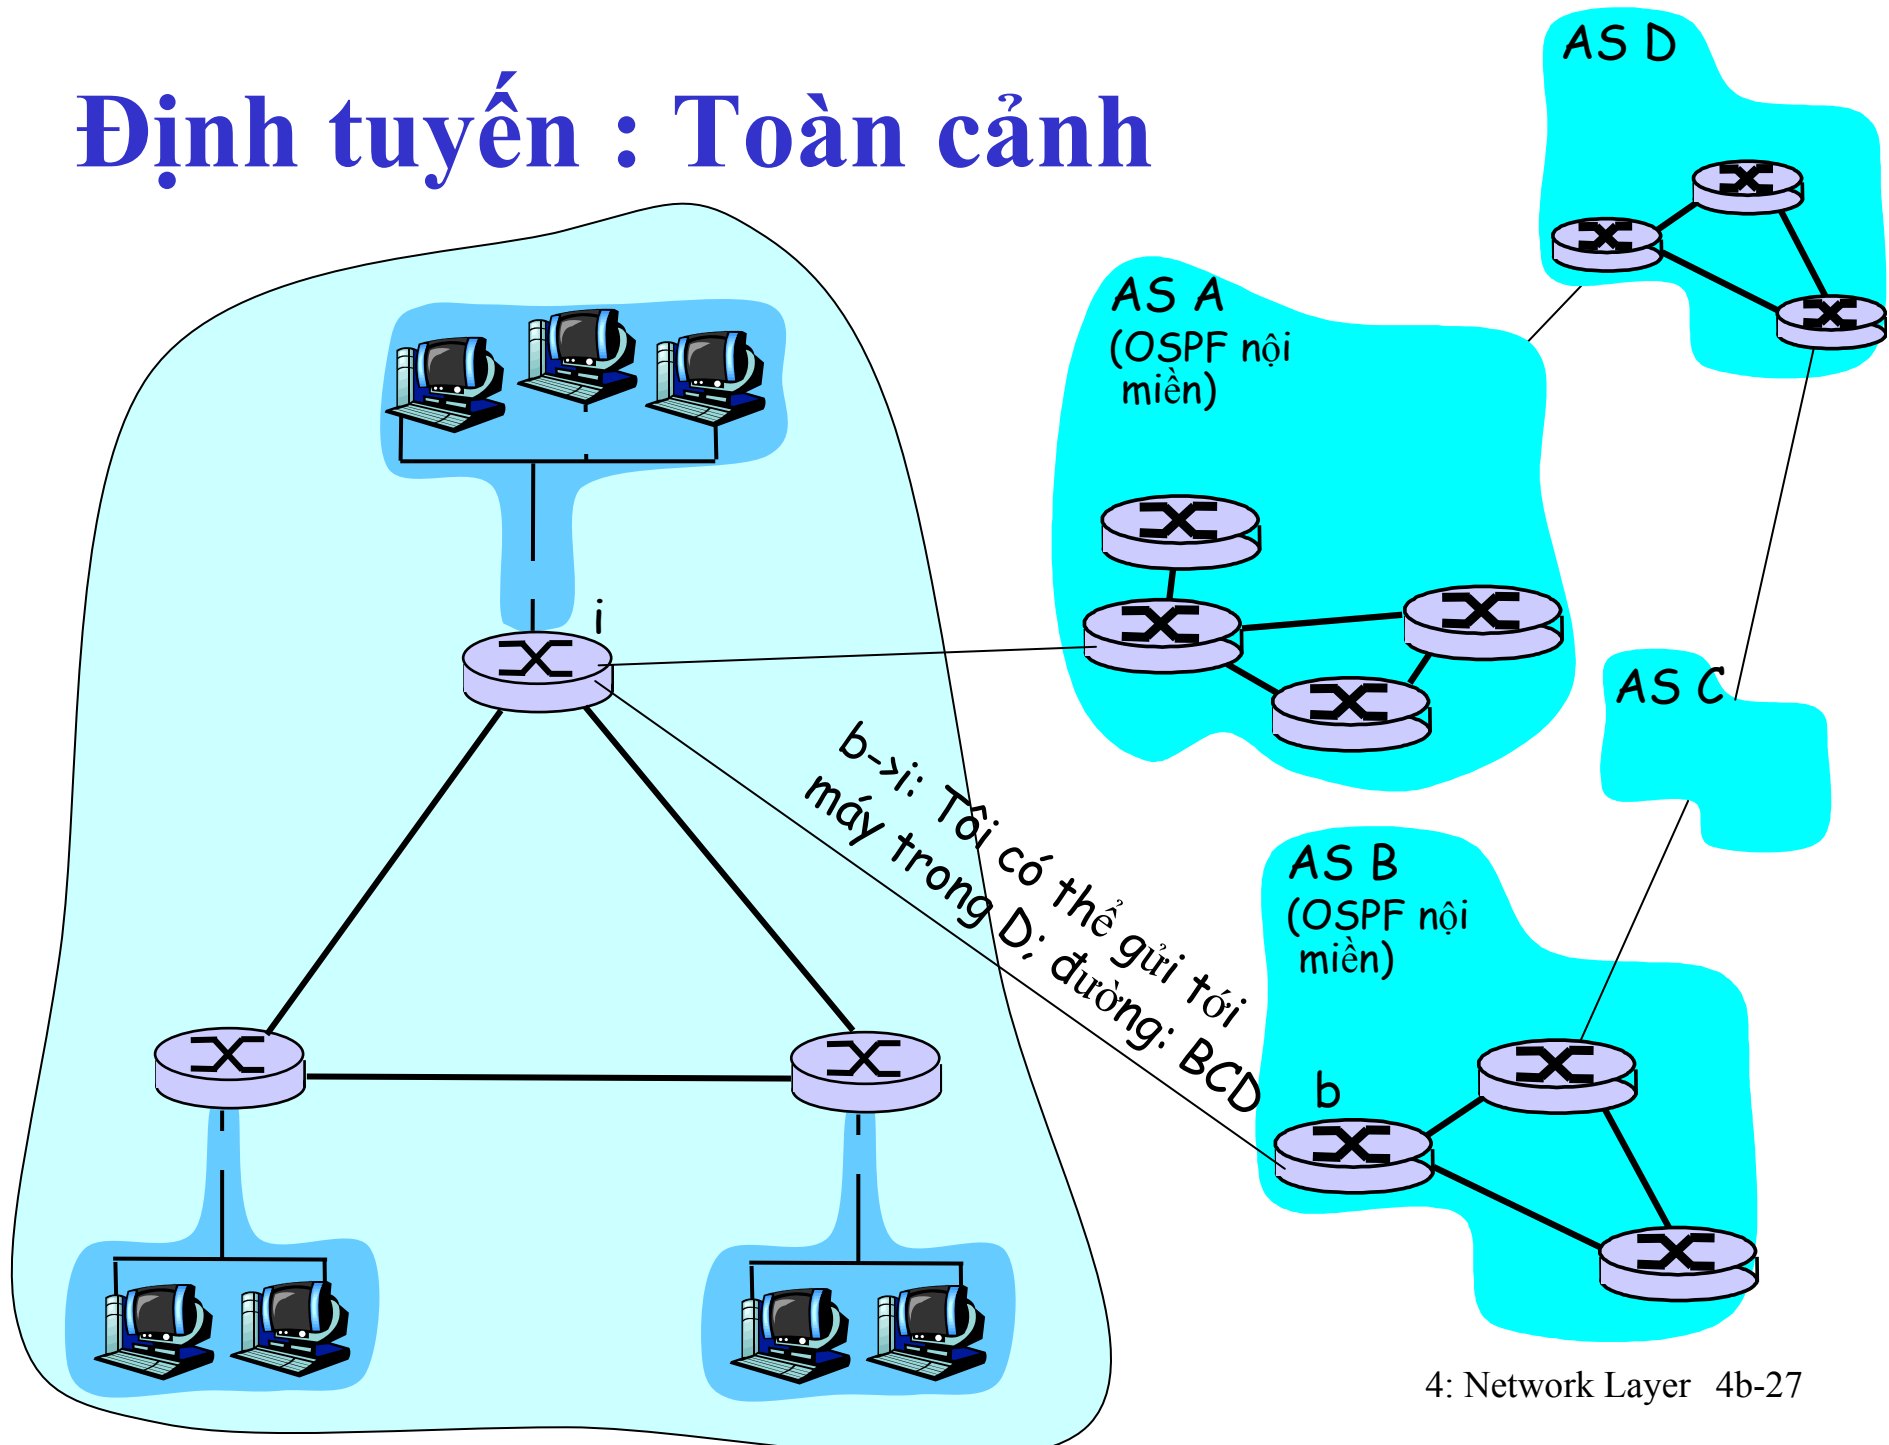 Định tuyến : Toàn cảnh
AS D
AS A
(OSPF nội
miền)
i
AS C
b->i: Tôi có thể gửi tới
máy trong D; đường: BCD
AS B
(OSPF nội
miền)
b
4: Network Layer 4b-27